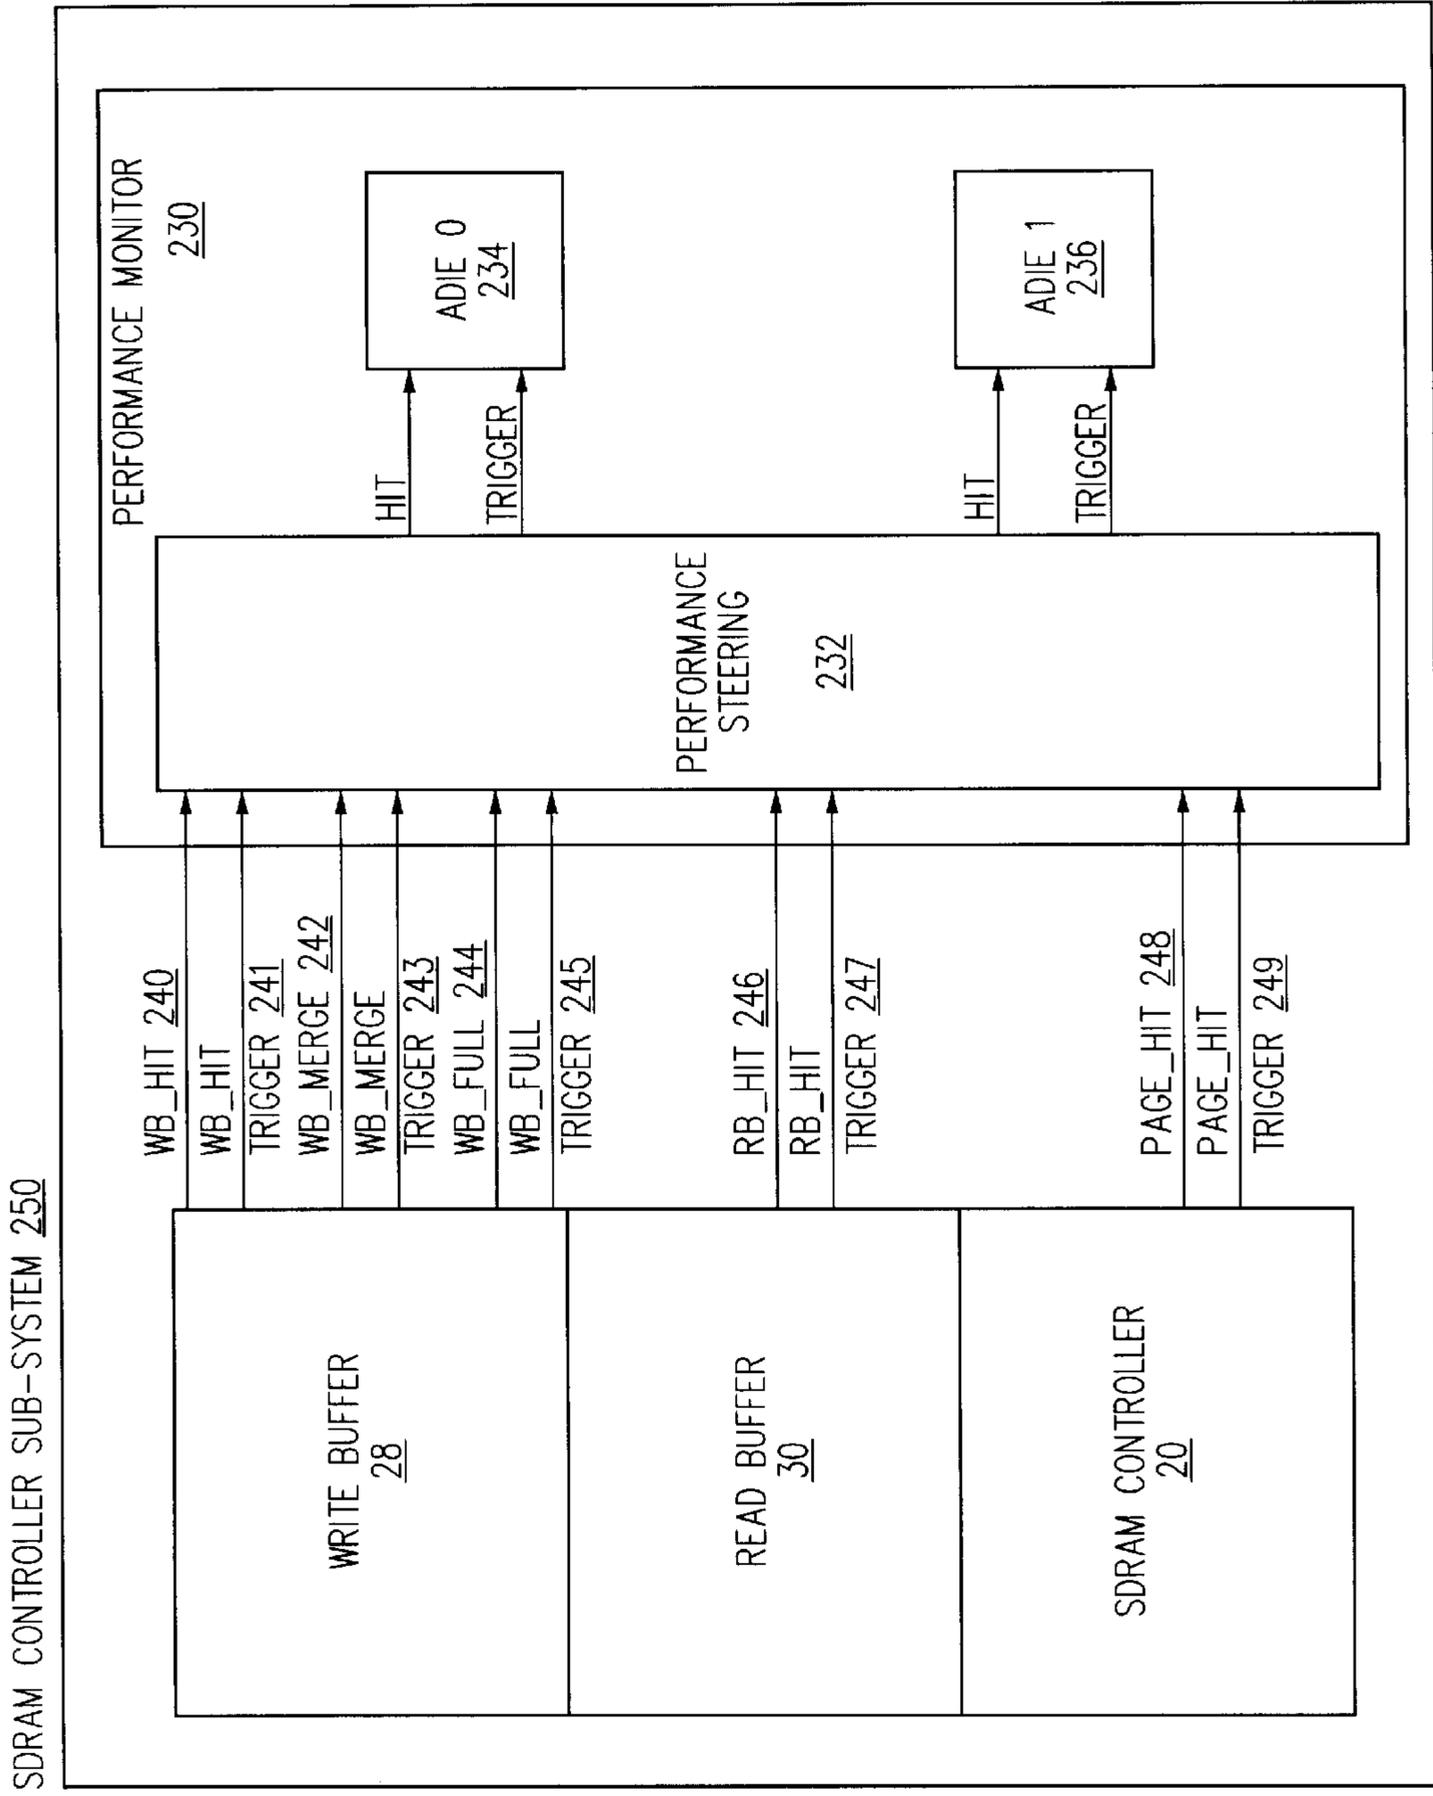 SDRAM CONTROLLER SUB-SYSTEM 250
WRITE BUFFER
28
READ BUFFER
30
SDRAM CONTROLLER
20
WB_HIT 240
WB_HIT
TRIGGER 241
WB_MERGE 242
WB_MERGE
TRIGGER 243
WB_FULL 244
WB_FULL
TRIGGER 245
RB_HIT 246
RB_HIT
TRIGGER 247
PAGE_HIT 248
PAGE_HIT
TRIGGER 249
PERFORMANCE MONITOR
230
PERFORMANCE
STEERING
232
HIT
TRIGGER
ADIE 0
234
HIT
TRIGGER
ADIE 1
236